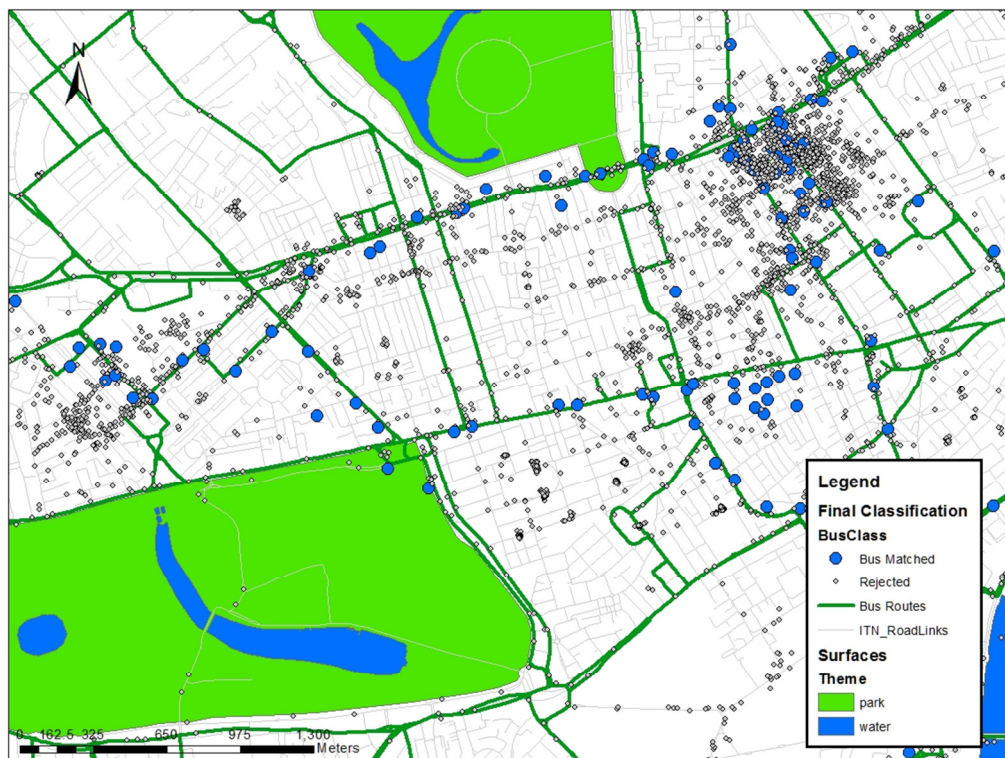 N
Legend
Final Classification
BusClass
Bus Matched
Rejected
Bus Routes
ITN_RoadLinks
Surfaces
Theme
park
water
0 162.5 325 650 975 1,300
Meters